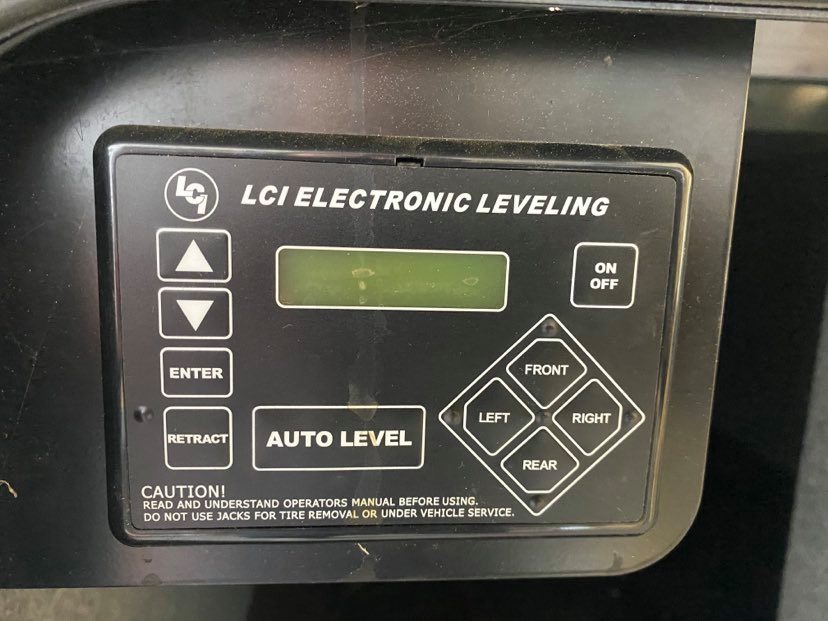 LCI
LCI ELECTRONIC LEVELING
ON
OFF
ENTER
FRONT
LEFT
RIGHT
RETRACT
AUTO LEVEL
REAR
CAUTION!
READ AND UNDERSTAND OPERATORS MANUAL BEFORE USING.
DO NOT USE JACKS FOR TIRE REMOVAL OR UNDER VEHICLE SERVICE.